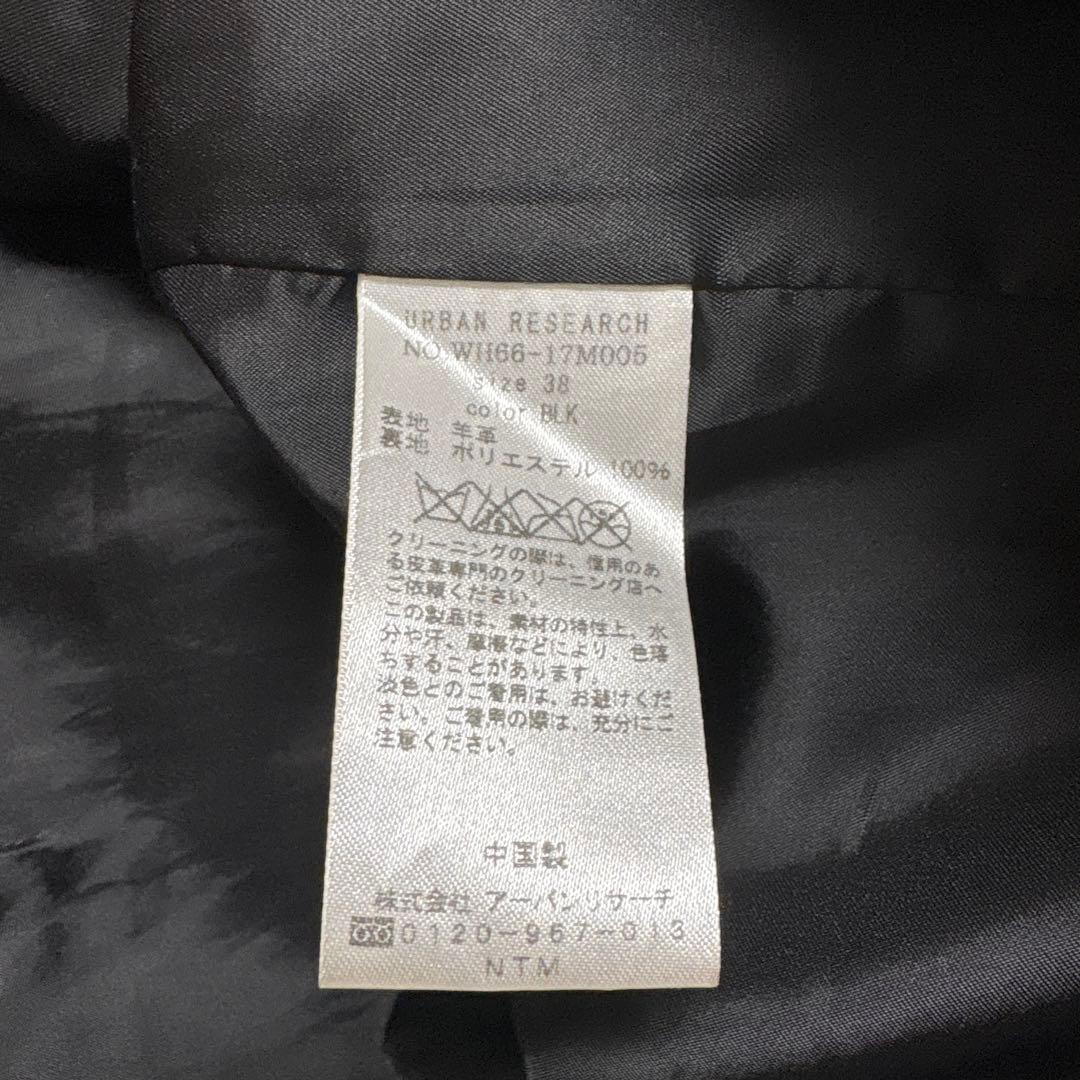 URBAN RESEARCH
NO.WH66-17M005
size 38
color BLK
表地 羊革
裏地 ポリエステル 100%
クリーニングの際は、信用のあ
る皮革専門のクリーニング店へ
ご依頼ください。
この製品は、素材の特性上、水
分や汗、摩擦などにより、色落
ちすることがあります。
淡色とのご着用は、お避けくだ
さい。ご着用の際は、充分にご
注意ください。
中国製
株式会社 アーバンリサーチ
0120-967-013
NTM